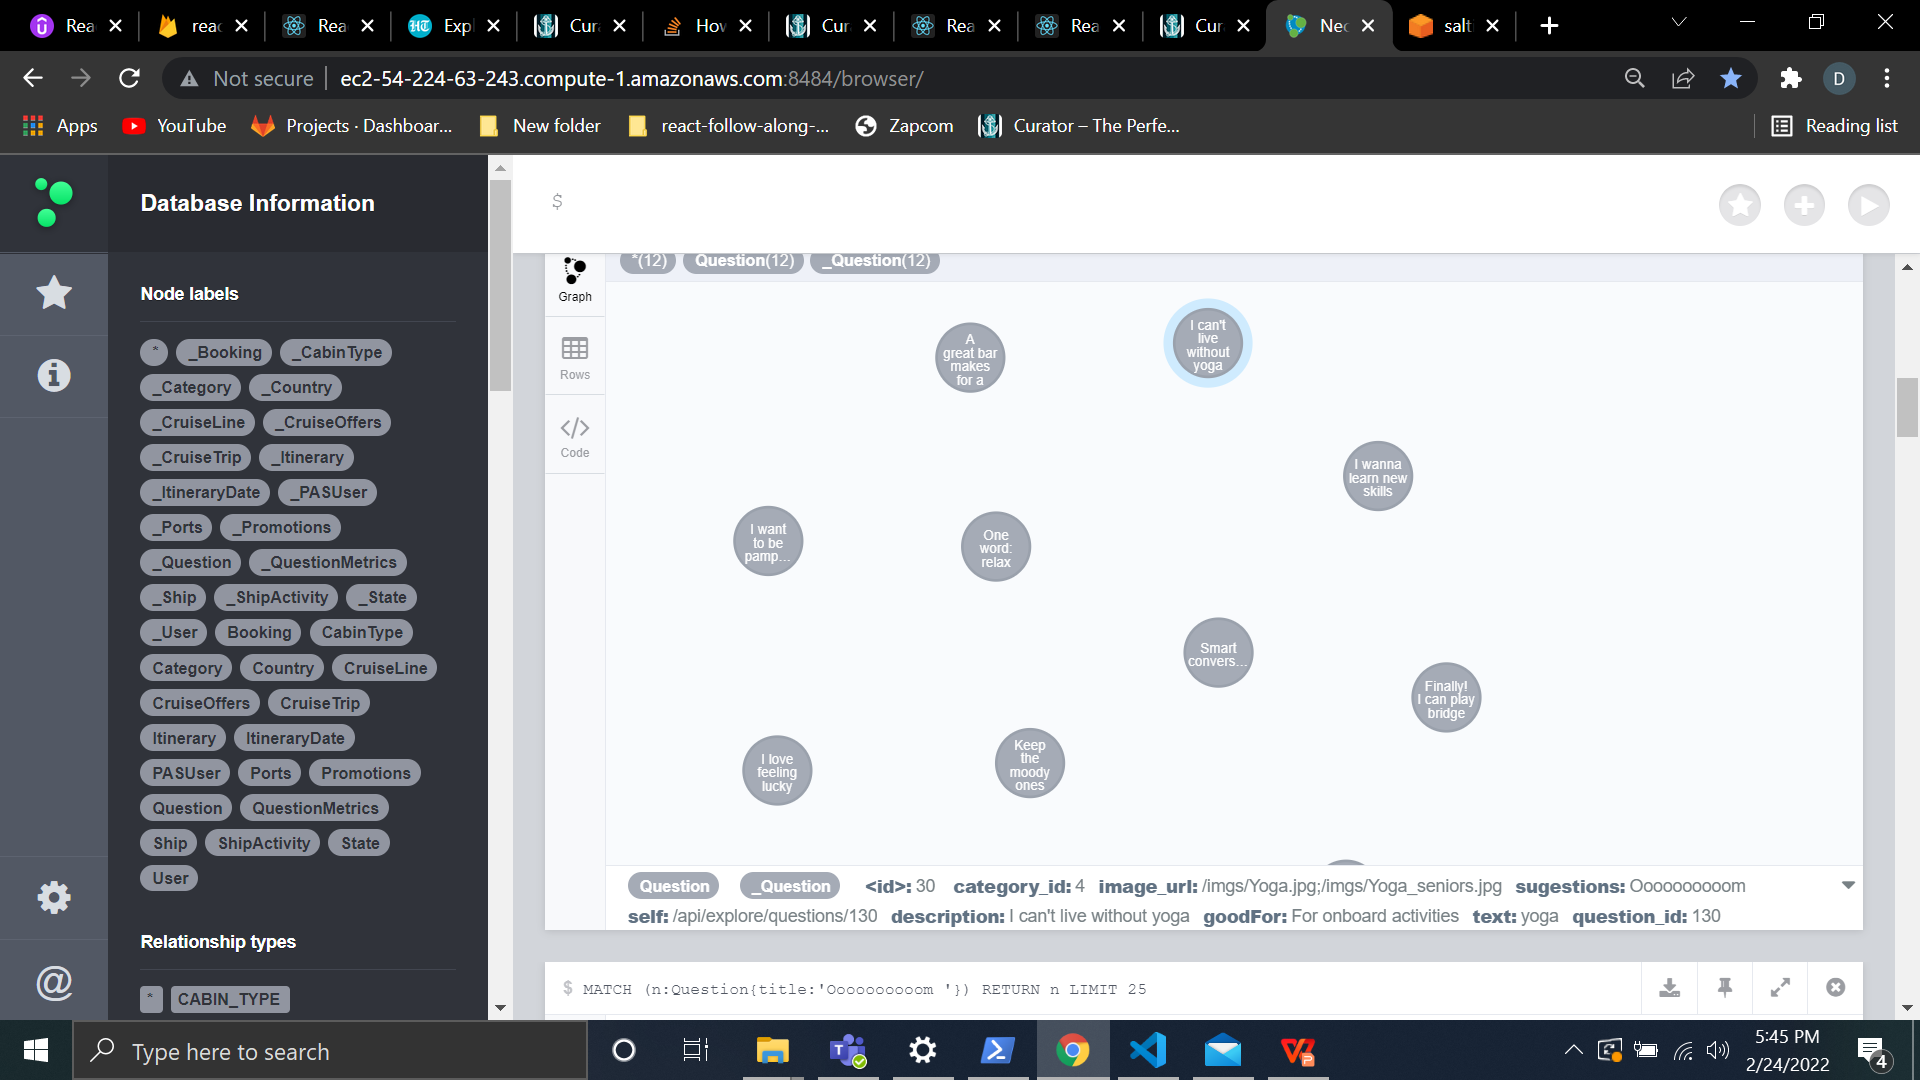 Rea
reac
Rea
Expl
Cura
How
Cura
Rea
Rea
Cura
Neo
salt
Not secure
ec2-54-224-63-243.compute-1.amazonaws.com:8484/browser/
D
Apps
YouTube
Projects · Dashboar...
New folder
react-follow-along-...
Zapcom
Curator – The Perfe...
Reading list
Database Information
Node labels
* _Booking _CabinType
_Category _Country
_CruiseLine _CruiseOffers
_CruiseTrip _Itinerary
_ItineraryDate _PASUser
_Ports _Promotions
_Question _QuestionMetrics
_Ship _ShipActivity _State
_User Booking CabinType
Category Country CruiseLine
CruiseOffers CruiseTrip
Itinerary ItineraryDate
PASUser Ports Promotions
Question QuestionMetrics
Ship ShipActivity State
User
Relationship types
* CABIN_TYPE
$
*(12) Question(12) _Question(12)
Graph
Rows
Code
A
great bar
makes
for a
I can't
live
without
yoga
I wanna
learn new
skills
I want
to be
pamp...
One
word:
relax
Smart
convers...
Finally!
I can play
bridge
I love
feeling
lucky
Keep
the
moody
ones
Question _Question <id>: 30 category_id: 4 image_url: /imgs/Yoga.jpg;/imgs/Yoga_seniors.jpg sugestions: Oooooooooom
self: /api/explore/questions/130 description: I can't live without yoga goodFor: For onboard activities text: yoga question_id: 130
$ MATCH (n:Question{title:'Oooooooooom '}) RETURN n LIMIT 25
Type here to search
5:45 PM
2/24/2022
4